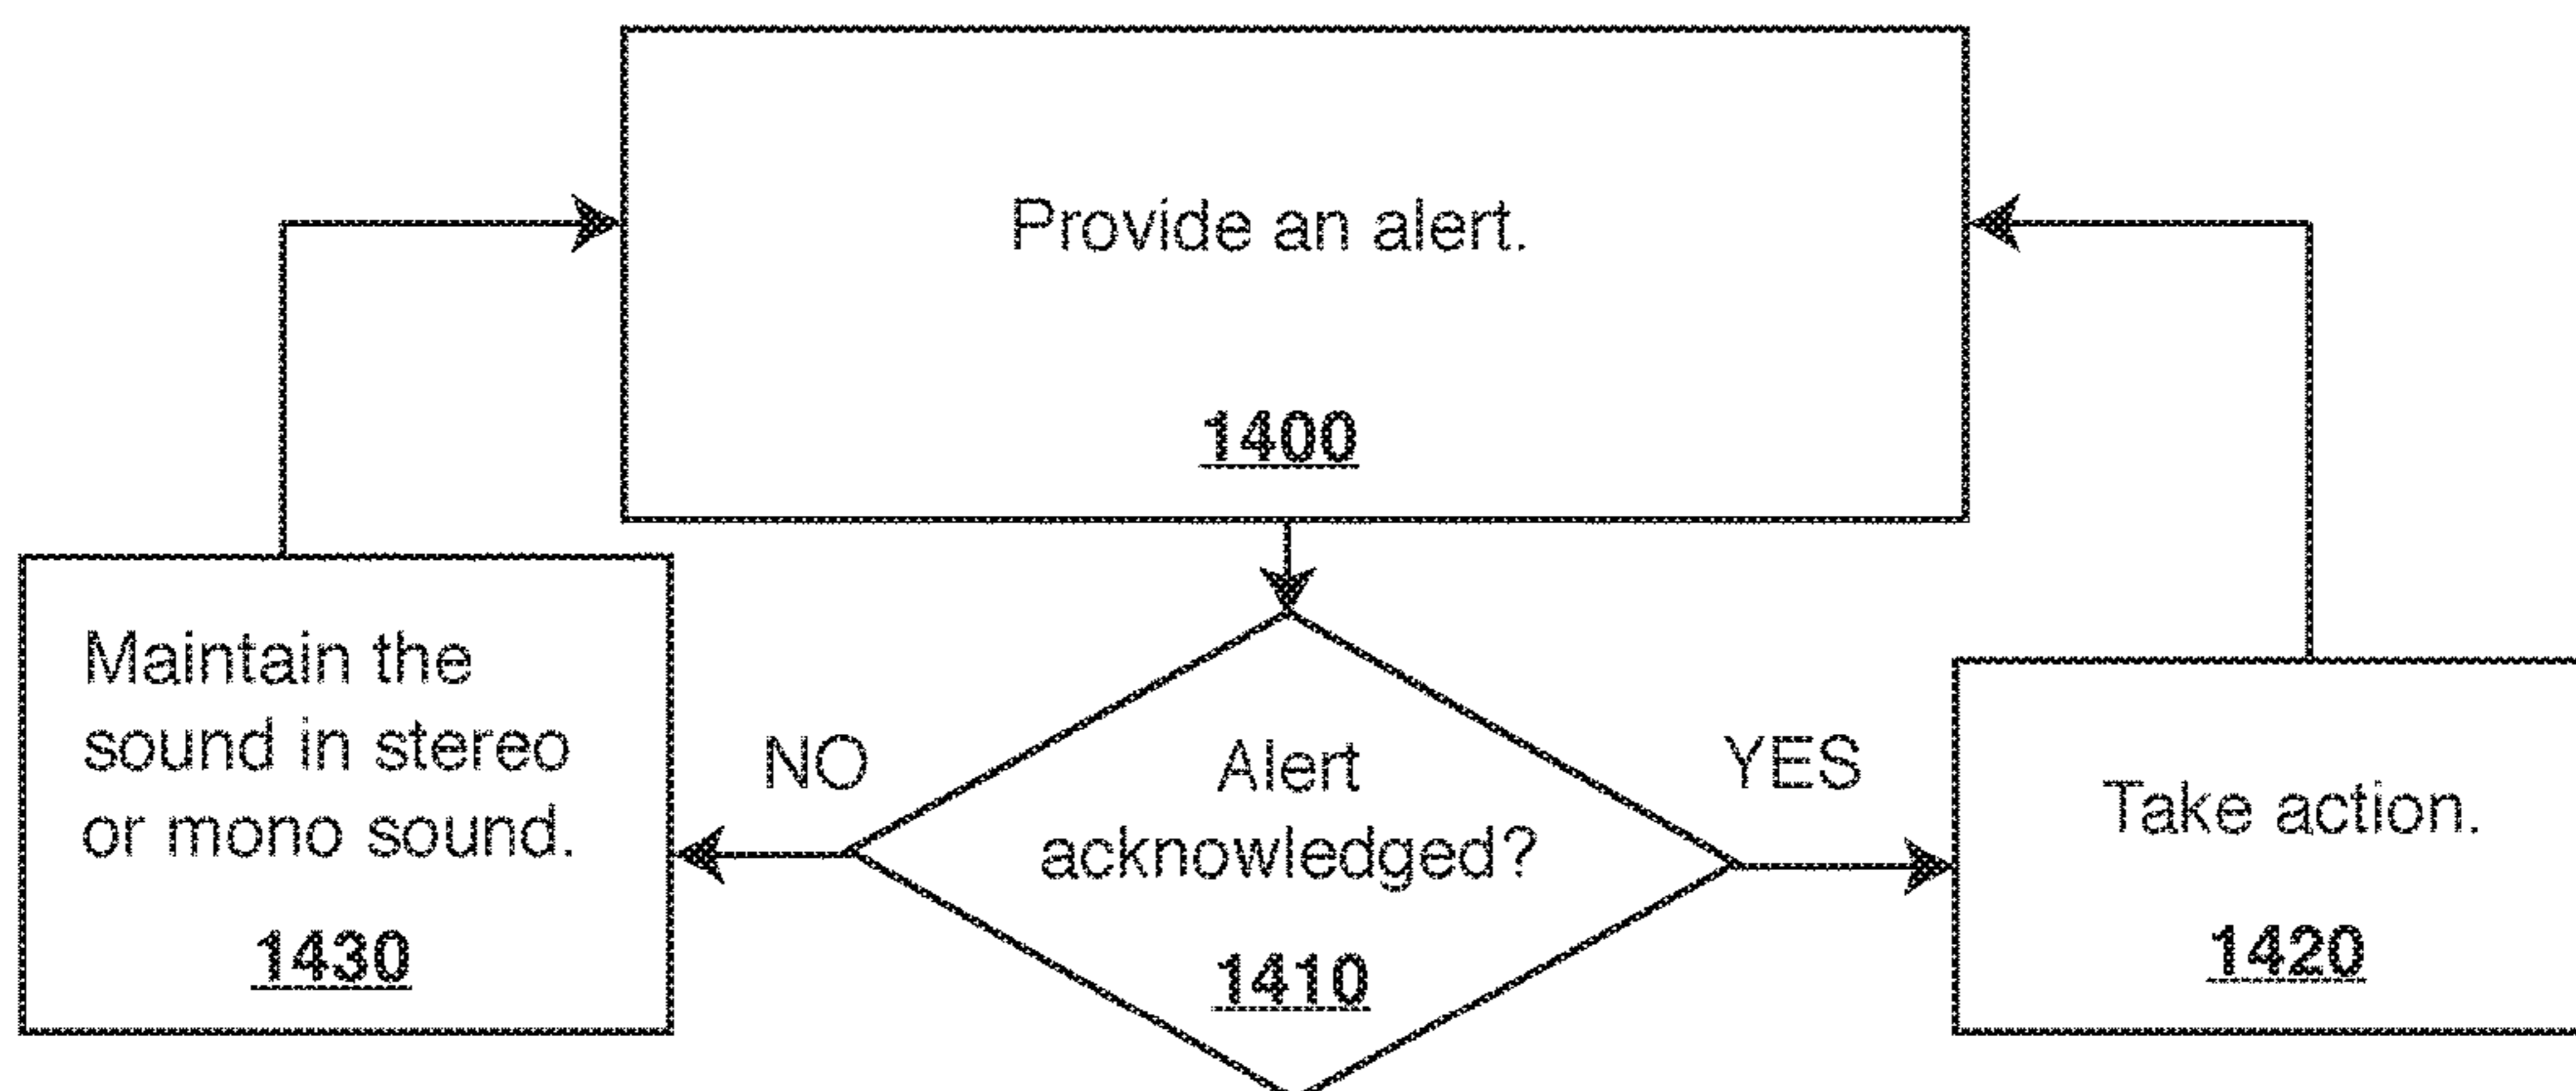 Provide an alert.
1400
Maintain the
sound in stereo
or mono sound.
1430
NO
Alert
acknowledged?
1410
YES
Take action.
1420